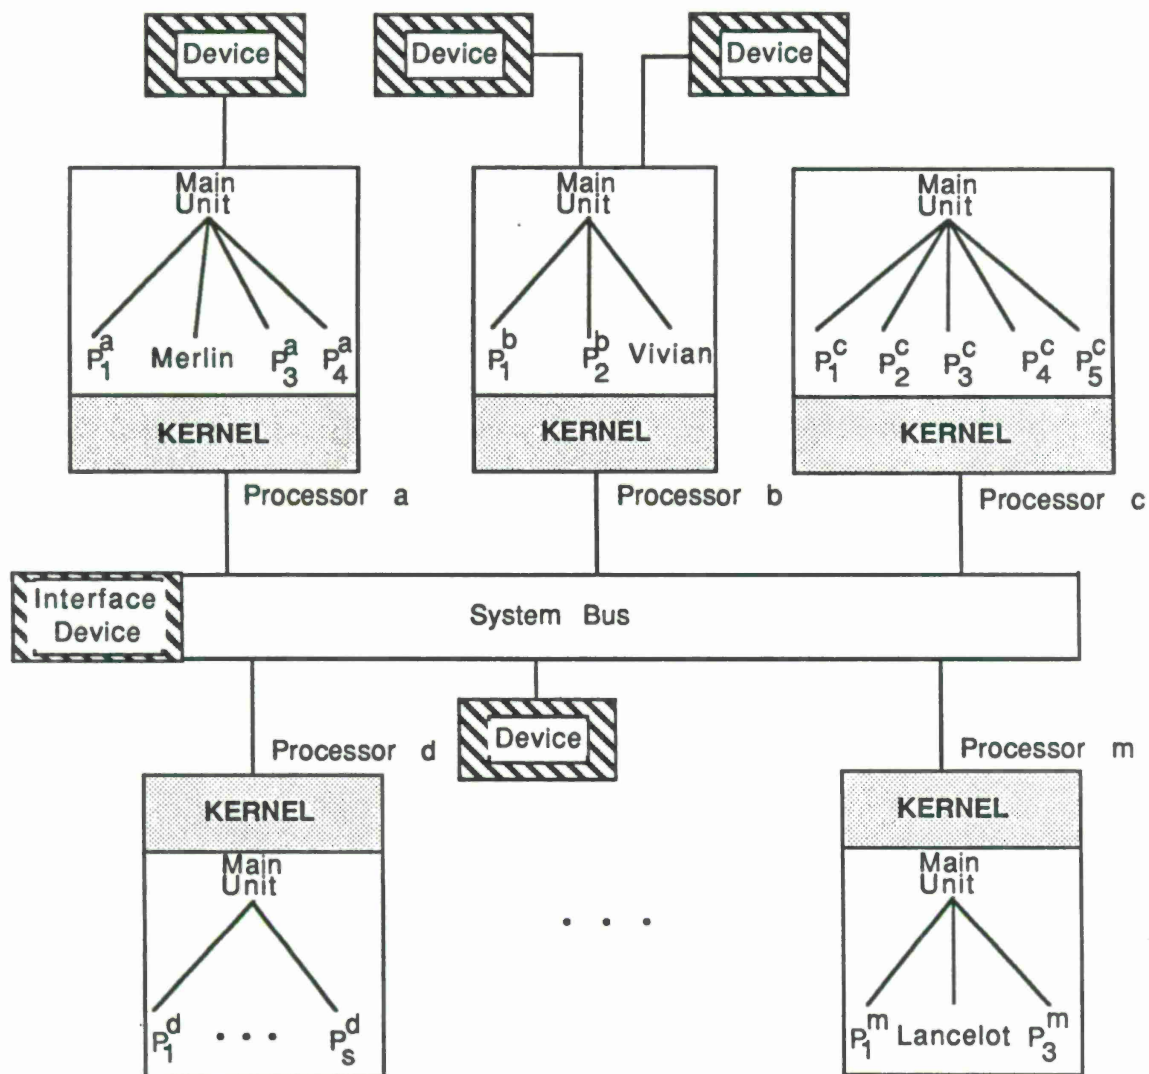 Device
Device
Device
Main
Unit
P₁ᵃ Merlin P₃ᵃ P₄ᵃ
KERNEL
Processor a
Main
Unit
P₁ᵇ P₂ᵇ Vivian
KERNEL
Processor b
Main
Unit
P₁ᶜ P₂ᶜ P₃ᶜ P₄ᶜ P₅ᶜ
KERNEL
Processor c
Interface
Device
System Bus
Device
Processor d
KERNEL
Main
Unit
P₁ᵈ • • • Pₛᵈ
• • •
Processor m
KERNEL
Main
Unit
P₁ᵐ Lancelot P₃ᵐ